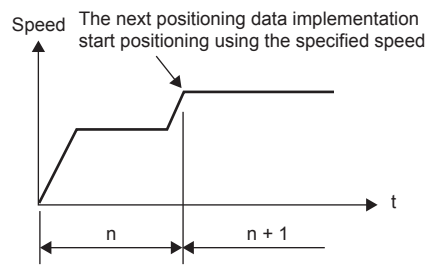 The next positioning data implementation
start positioning using the specified speed
Speed
t
n
n + 1